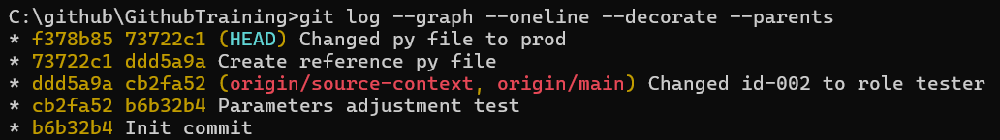 C:\github\GithubTraining>git log --graph --oneline --decorate --parents
* f378b85 73722c1 (HEAD) Changed py file to prod
* 73722c1 ddd5a9a Create reference py file
* ddd5a9a cb2fa52 (origin/source-context, origin/main) Changed id-002 to role tester
* cb2fa52 b6b32b4 Parameters adjustment test
* b6b32b4 Init commit